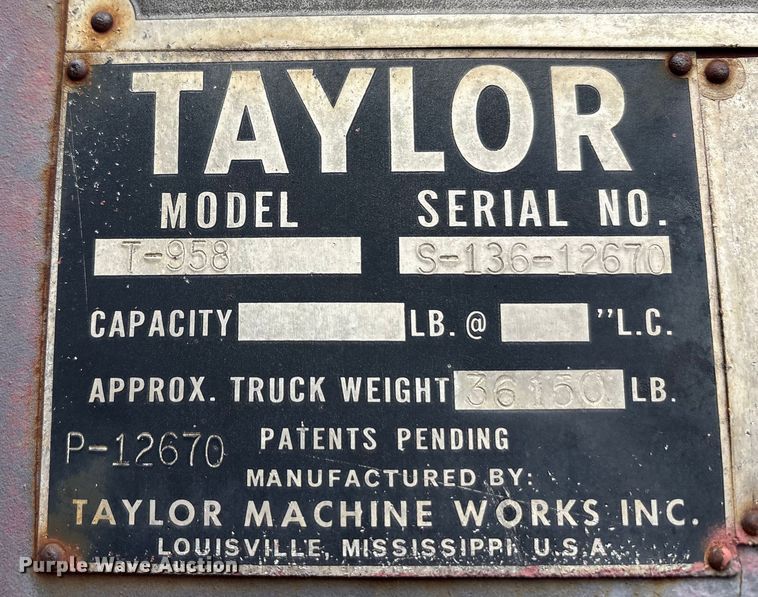 TAYLOR
MODEL SERIAL NO.
T-958 S-136-12670
CAPACITY LB. @ "L.C.
APPROX. TRUCK WEIGHT 36150 LB.
P-12670 PATENTS PENDING
MANUFACTURED BY:
TAYLOR MACHINE WORKS INC.
LOUISVILLE, MISSISSIPPI, U.S.A.
Purple Wave Auction